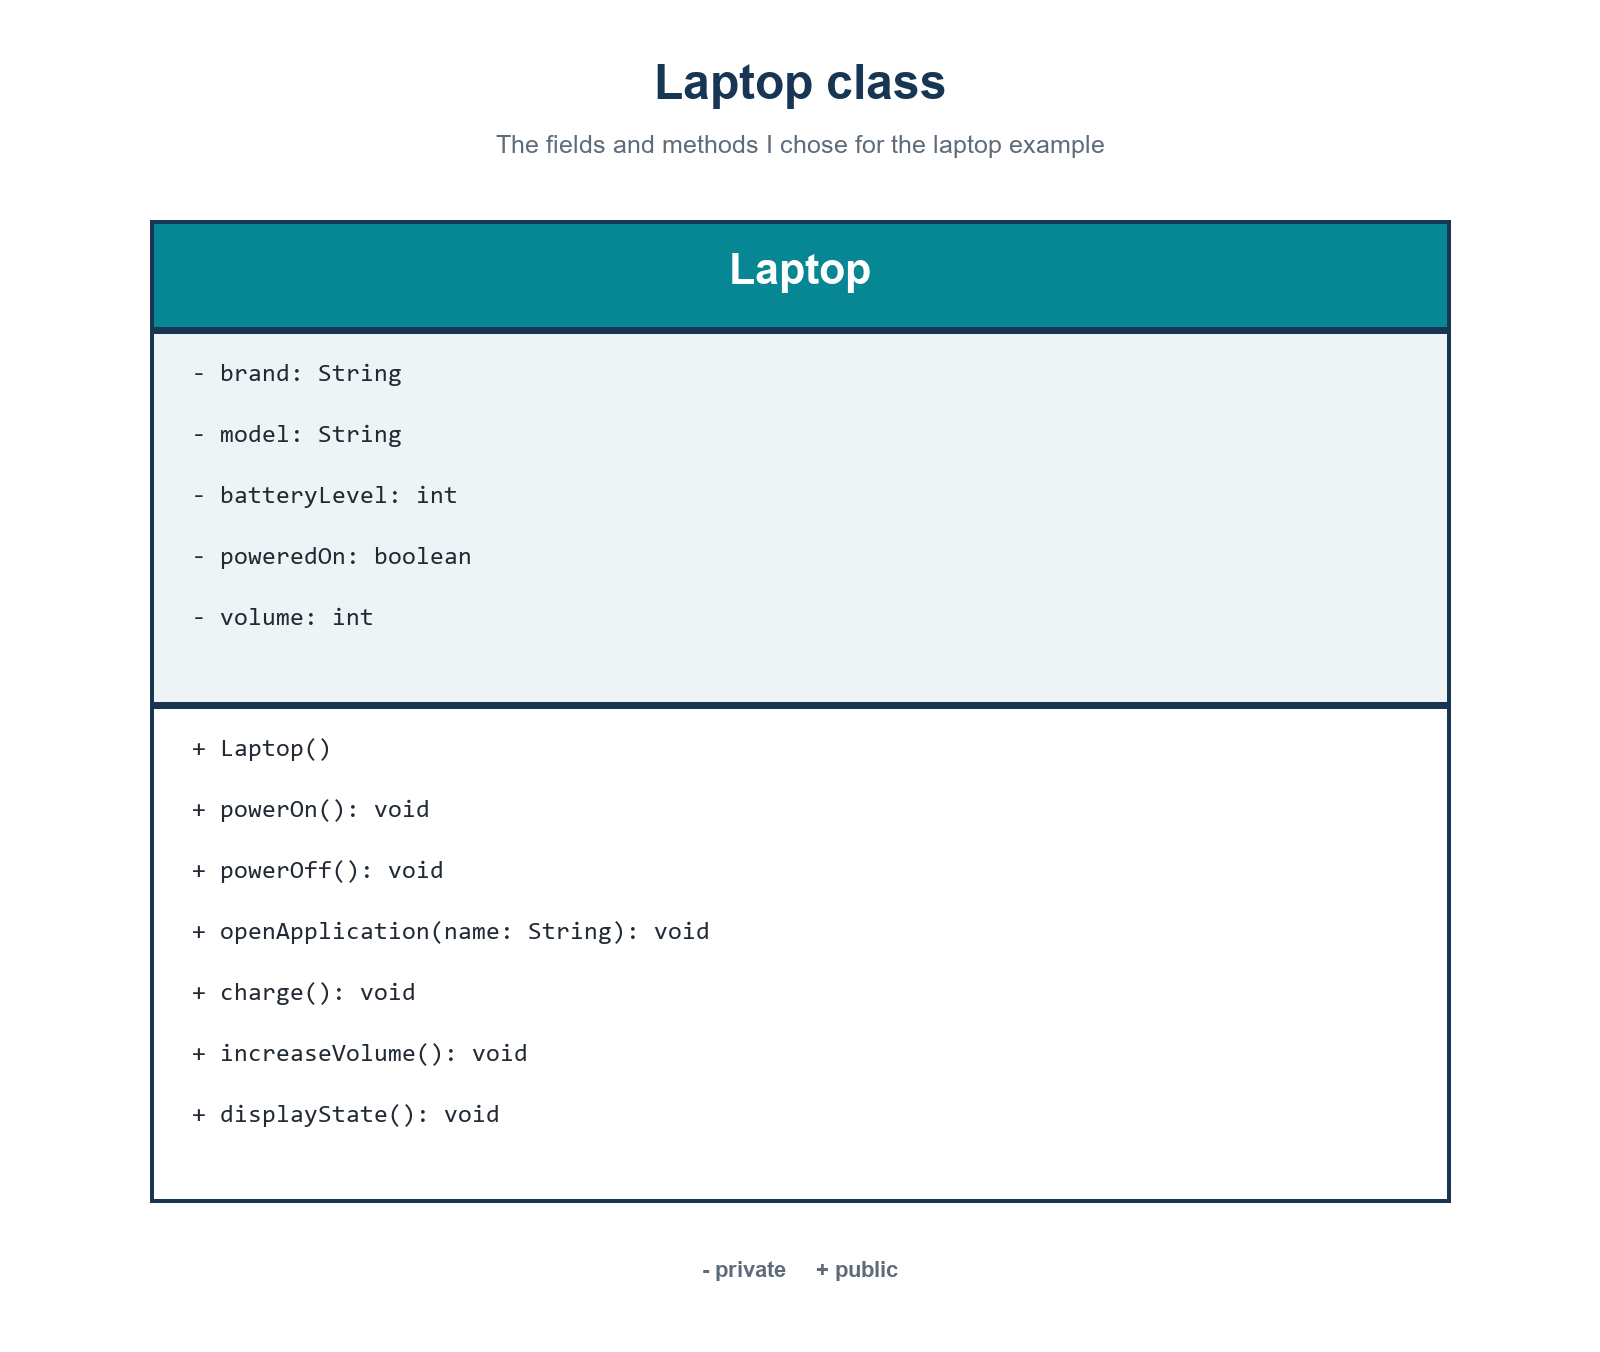 Laptop class
The fields and methods I chose for the laptop example
Laptop
- brand: String
- model: String
- batteryLevel: int
- poweredOn: boolean
- volume: int
+ Laptop()
+ powerOn(): void
+ powerOff(): void
+ openApplication(name: String): void
+ charge(): void
+ increaseVolume(): void
+ displayState(): void
- private + public